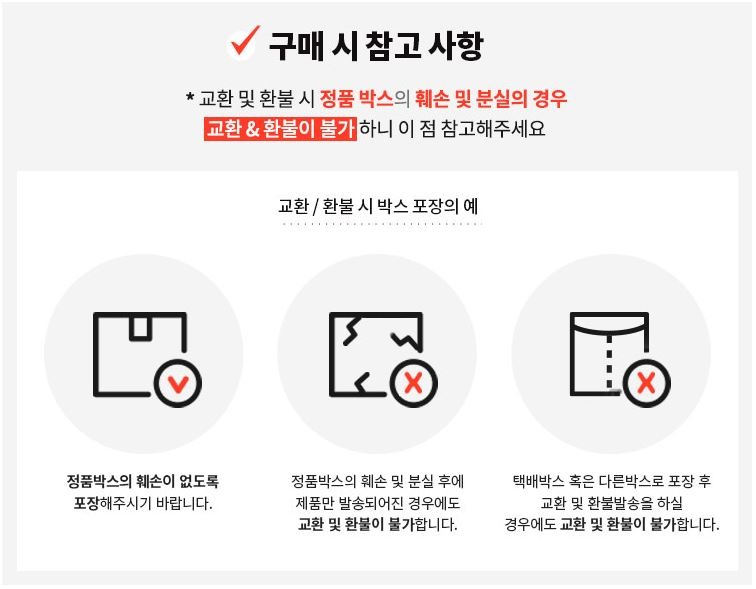 구매 시 참고 사항
* 교환 및 환불 시 정품 박스의 훼손 및 분실의 경우
교환 & 환불이 불가하니 이 점 참고해주세요
교환 / 환불 시 박스 포장의 예
정품박스의 훼손이 없도록
포장해주시기 바랍니다.
정품박스의 훼손 및 분실 후에
제품만 발송되어진 경우에도
교환 및 환불이 불가합니다.
택배박스 혹은 다른박스로 포장 후
교환 및 환불발송을 하실
경우에도 교환 및 환불이 불가합니다.